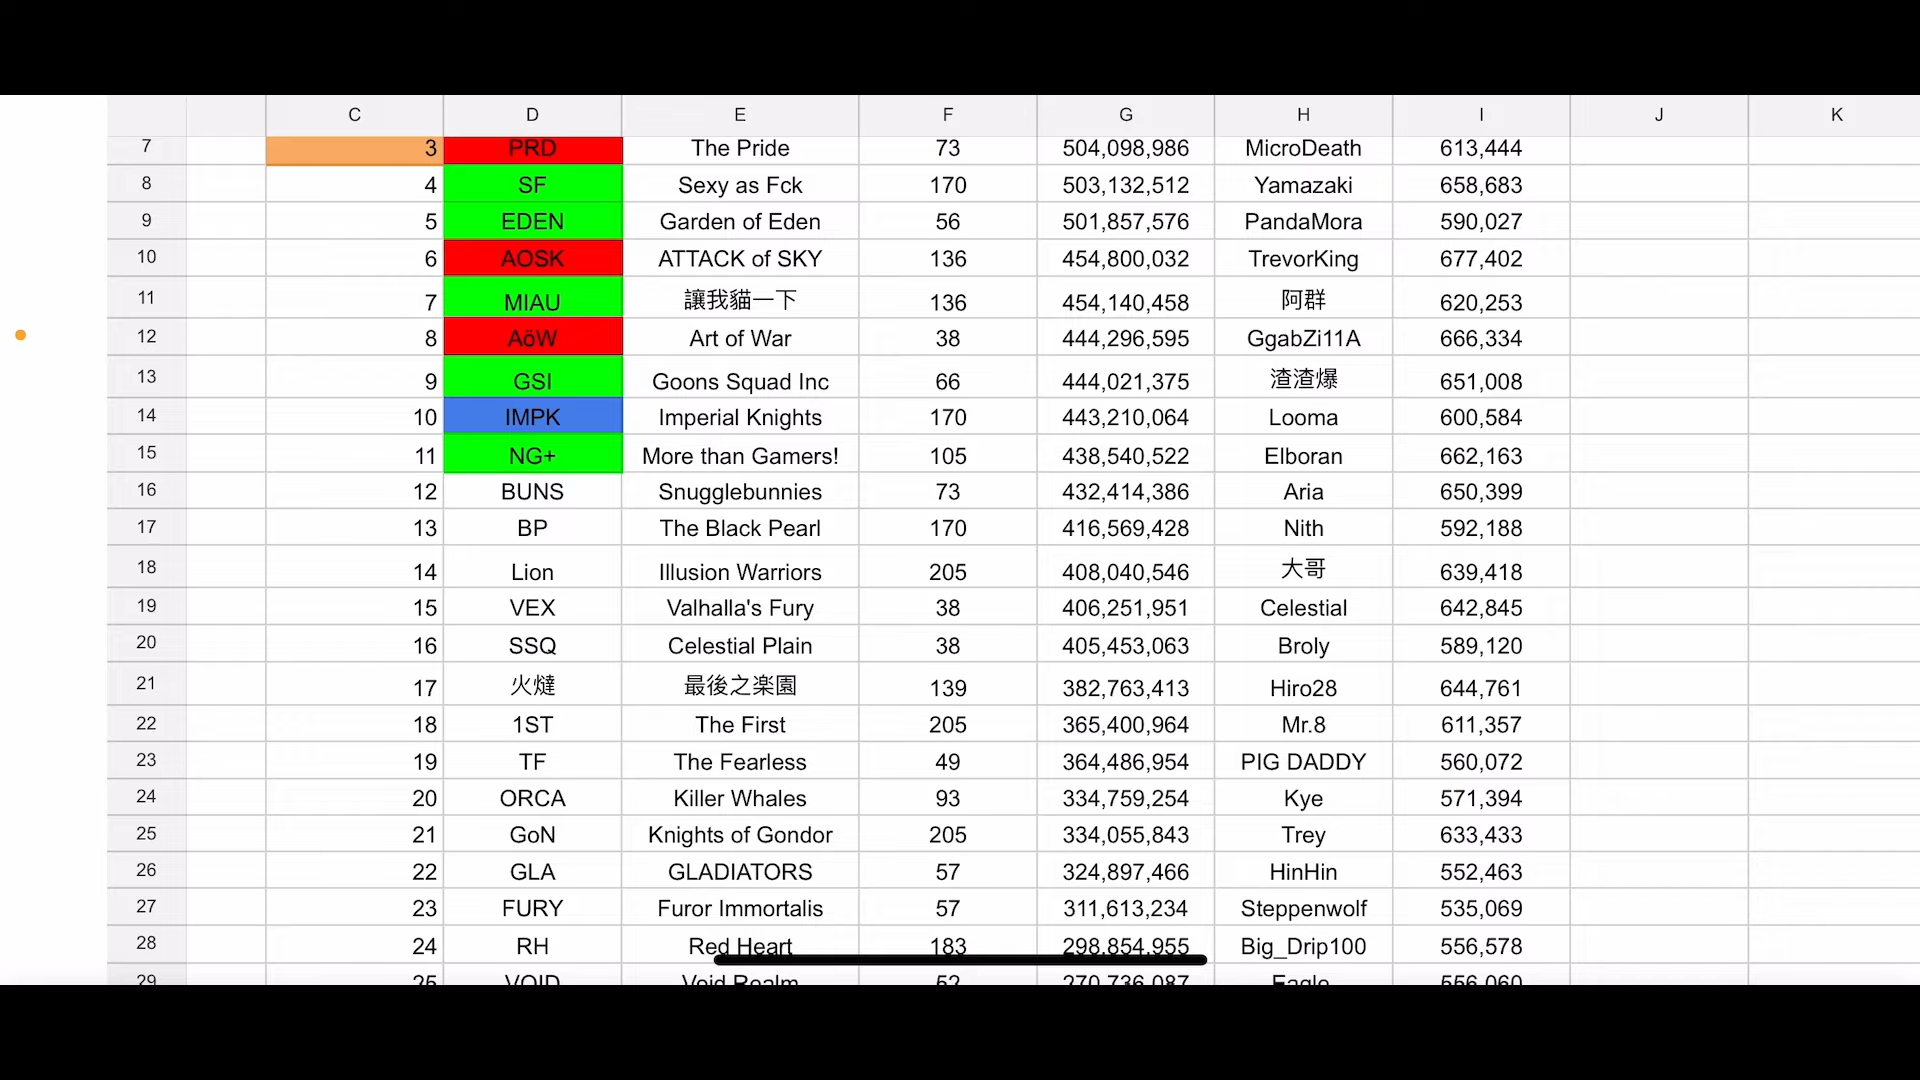 C D E F G H I J K
7 3 PRD The Pride 73 504,098,986 MicroDeath 613,444
8 4 SF Sexy as Fck 170 503,132,512 Yamazaki 658,683
9 5 EDEN Garden of Eden 56 501,857,576 PandaMora 590,027
10 6 AOSK ATTACK of SKY 136 454,800,032 TrevorKing 677,402
11 7 MIAU 讓我貓一下 136 454,140,458 阿群 620,253
12 8 AöW Art of War 38 444,296,595 GgabZi11A 666,334
13 9 GSI Goons Squad Inc 66 444,021,375 渣渣爆 651,008
14 10 IMPK Imperial Knights 170 443,210,064 Looma 600,584
15 11 NG+ More than Gamers! 105 438,540,522 Elboran 662,163
16 12 BUNS Snugglebunnies 73 432,414,386 Aria 650,399
17 13 BP The Black Pearl 170 416,569,428 Nith 592,188
18 14 Lion Illusion Warriors 205 408,040,546 大哥 639,418
19 15 VEX Valhalla's Fury 38 406,251,951 Celestial 642,845
20 16 SSQ Celestial Plain 38 405,453,063 Broly 589,120
21 17 火燵 最後之楽園 139 382,763,413 Hiro28 644,761
22 18 1ST The First 205 365,400,964 Mr.8 611,357
23 19 TF The Fearless 49 364,486,954 PIG DADDY 560,072
24 20 ORCA Killer Whales 93 334,759,254 Kye 571,394
25 21 GoN Knights of Gondor 205 334,055,843 Trey 633,433
26 22 GLA GLADIATORS 57 324,897,466 HinHin 552,463
27 23 FURY Furor Immortalis 57 311,613,234 Steppenwolf 535,069
28 24 RH Red Heart 183 298,854,955 Big_Drip100 556,578
29 25 VOID Void Realm 52 270,736,087 Eagle 556,060